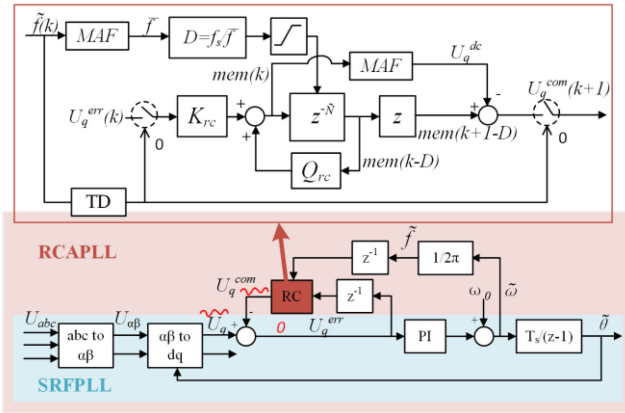 f̃(k)
MAF
f̄
D=f_s/f̄
mem(k)
MAF
U_q^dc
U_q^com(k+1)
U_q^err(k)
K_rc
+
+
z^-Ñ
z
+
-
0
0
mem(k+1-D)
Q_rc
mem(k-D)
TD
RCAPLL
z^-1
f̃
1/2π
U_q^com
RC
z^-1
ω_0
ω̃
U_abc
U_αβ
U_q
+
-
0
U_q^err
+
θ̃
abc to
αβ
αβ to
dq
PI
T_s/(z-1)
SRFPLL